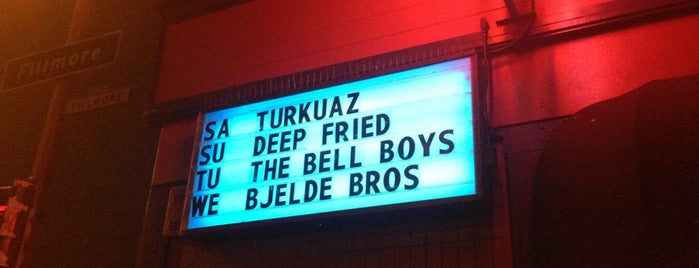 Fillmore
SA TURKUAZ
SU DEEP FRIED
TU THE BELL BOYS
WE BJELDE BROS